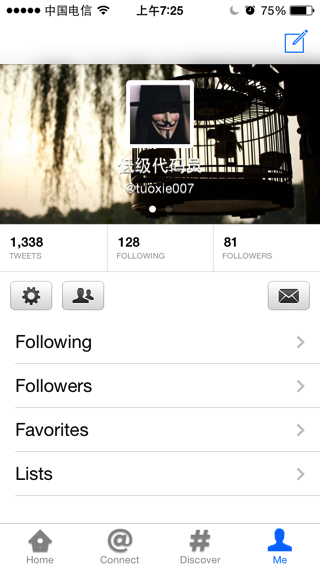 中国电信 上午7:25 75%
低级代码员
@tuoxie007
1,338 128 81
TWEETS FOLLOWING FOLLOWERS
Following
Followers
Favorites
Lists
Home Connect Discover Me